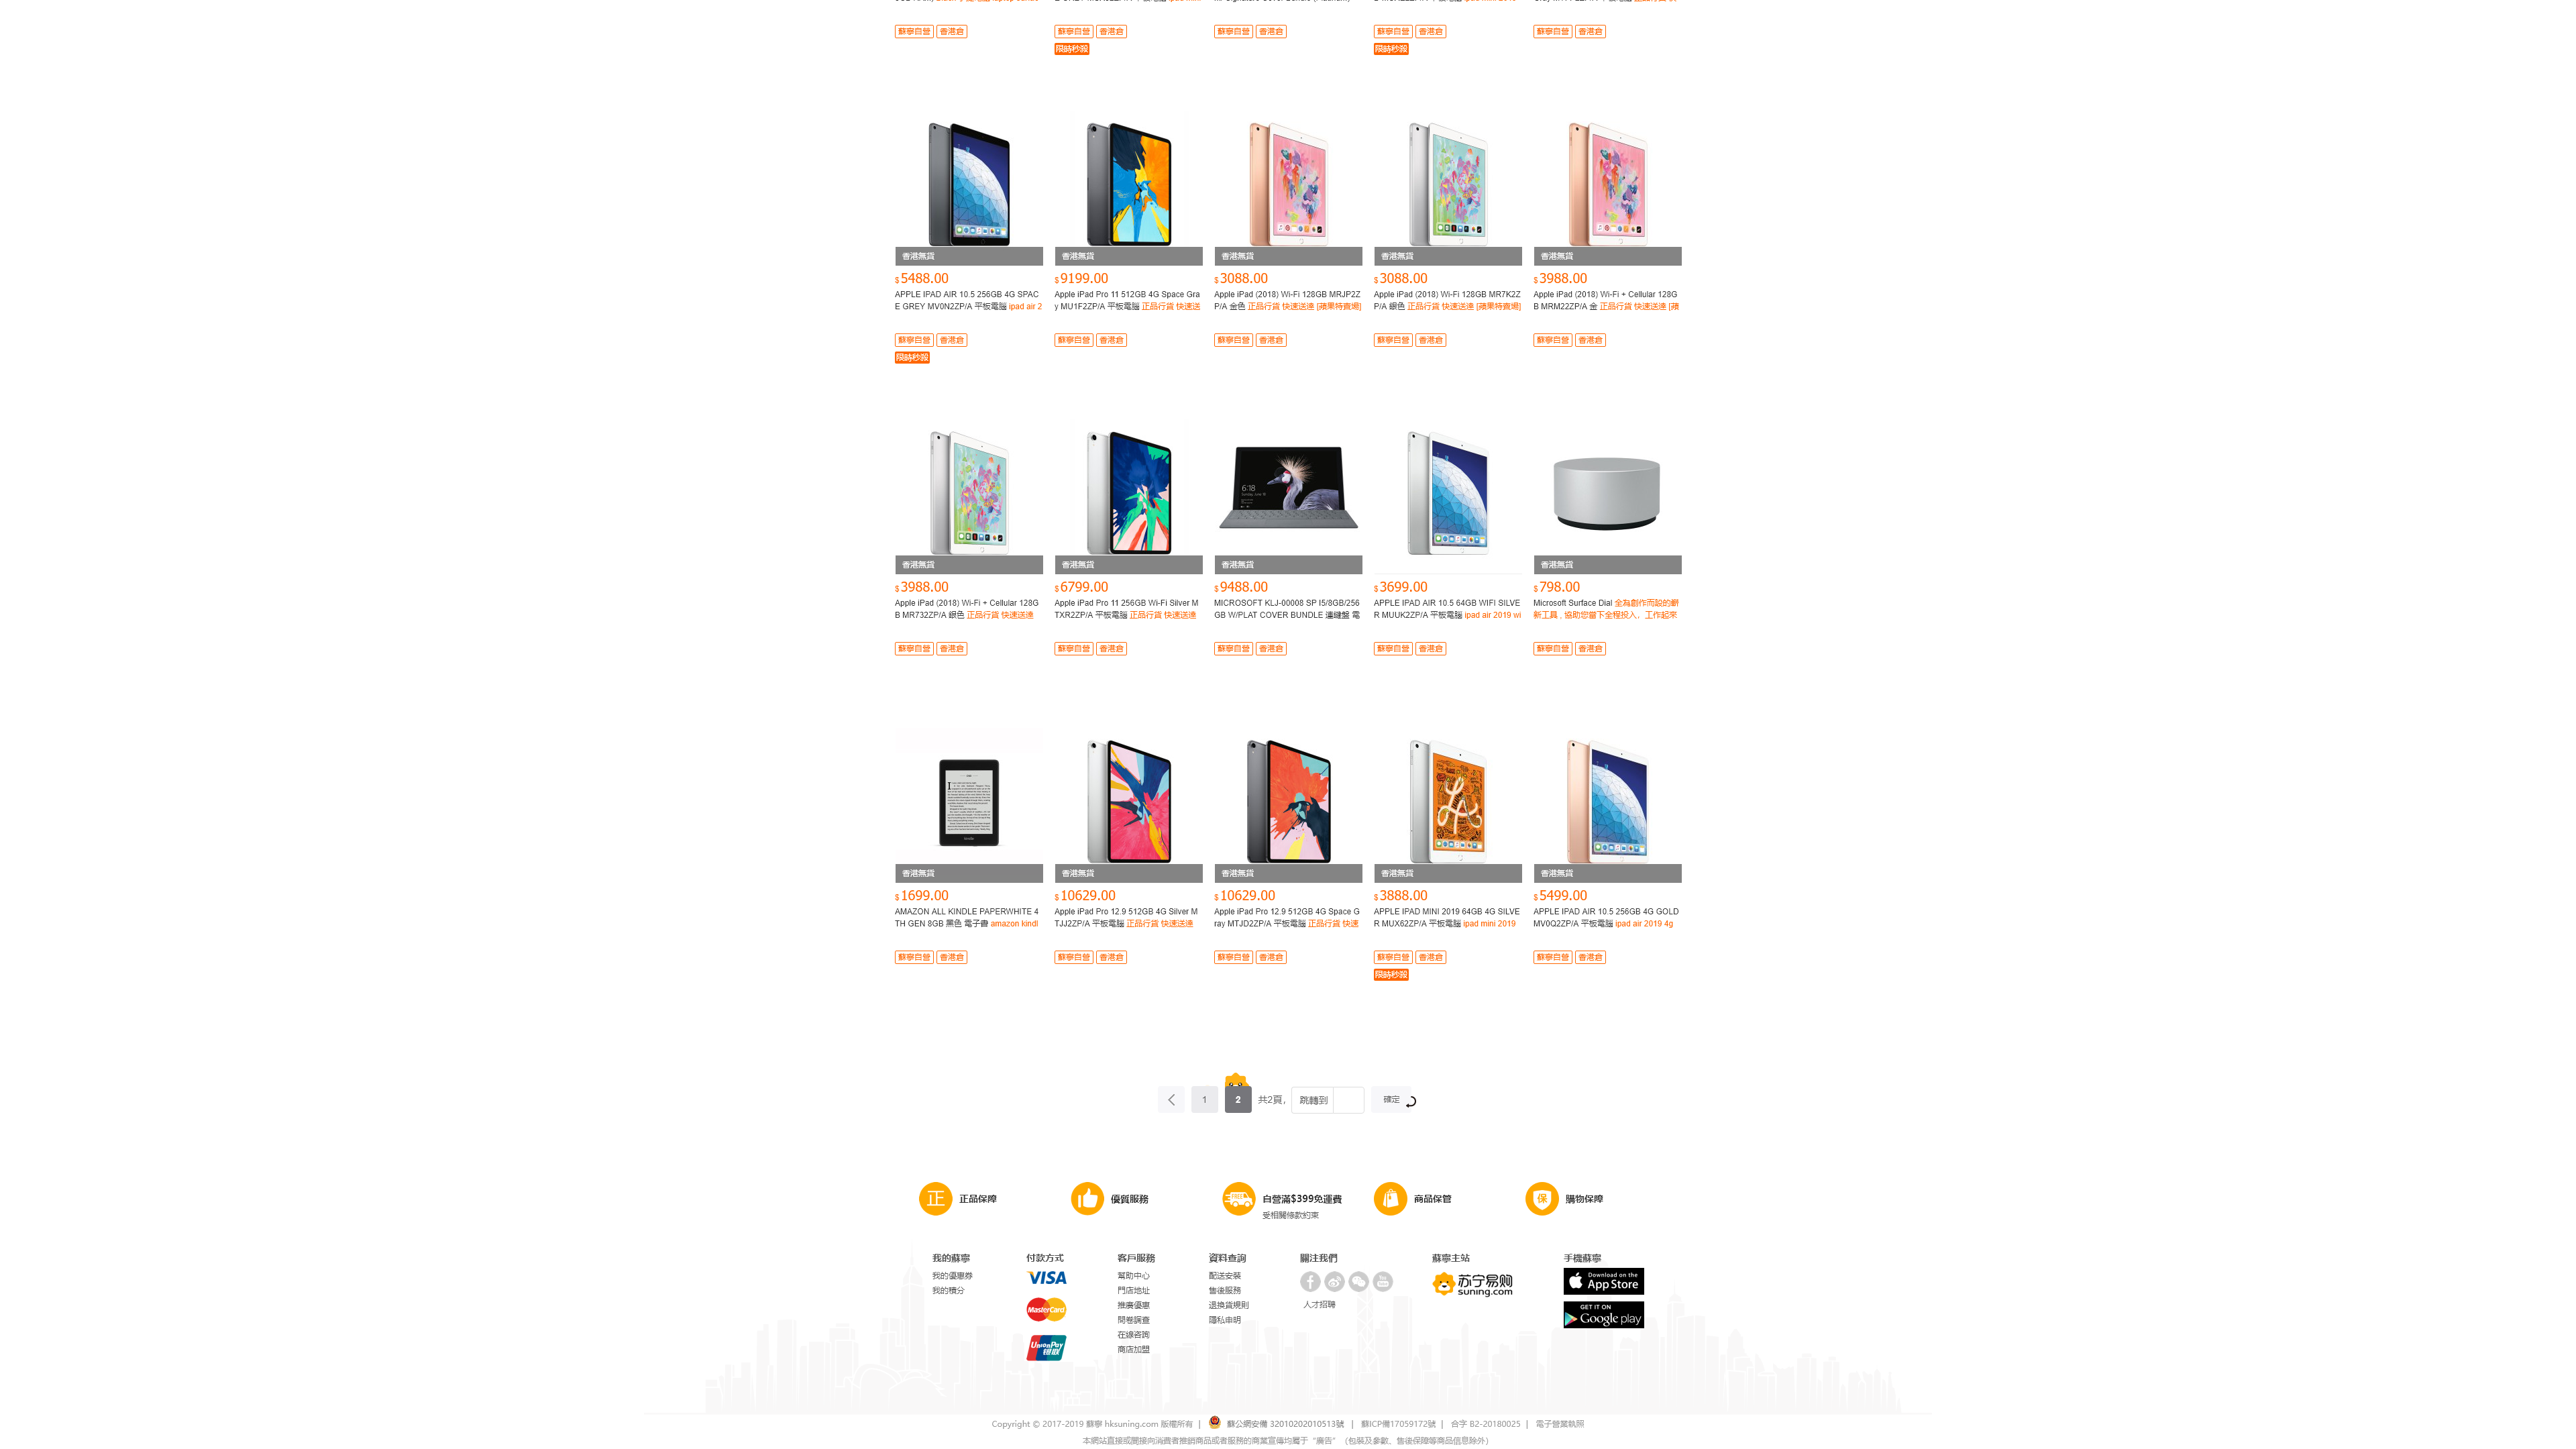 蘇寧自營 香港倉 蘇寧自營 香港倉 蘇寧自營 香港倉 蘇寧自營 香港倉 蘇寧自營 香港倉
限時秒殺 限時秒殺
香港無貨 香港無貨 香港無貨 香港無貨 香港無貨
$5488.00 $9199.00 $3088.00 $3088.00 $3988.00
APPLE IPAD AIR 10.5 256GB 4G SPAC Apple iPad Pro 11 512GB 4G Space Gra Apple iPad (2018) Wi-Fi 128GB MRJP2Z Apple iPad (2018) Wi-Fi 128GB MR7K2Z Apple iPad (2018) Wi-Fi + Cellular 128G
E GREY MV0N2ZP/A 平板電腦 ipad air 2 y MU1F2ZP/A 平板電腦 正品行貨 快速送 P/A 金色 正品行貨 快速送達 [蘋果特賣場] P/A 銀色 正品行貨 快速送達 [蘋果特賣場] B MRM22ZP/A 金 正品行貨 快速送達 [蘋
蘇寧自營 香港倉 蘇寧自營 香港倉 蘇寧自營 香港倉 蘇寧自營 香港倉 蘇寧自營 香港倉
限時秒殺
6:18
香港無貨 香港無貨 香港無貨 香港無貨
$3988.00 $6799.00 $9488.00 $3699.00 $798.00
Apple iPad (2018) Wi-Fi + Cellular 128G Apple iPad Pro 11 256GB Wi-Fi Silver M MICROSOFT KLJ-00008 SP I5/8GB/256 APPLE IPAD AIR 10.5 64GB WIFI SILVE Microsoft Surface Dial 全為創作而設的嶄
B MR732ZP/A 銀色 正品行貨 快速送達 TXR2ZP/A 平板電腦 正品行貨 快速送達 GB W/PLAT COVER BUNDLE 連鍵盤 電 R MUUK2ZP/A 平板電腦 ipad air 2019 wi 新工具，協助您當下全程投入，工作起來
蘇寧自營 香港倉 蘇寧自營 香港倉 蘇寧自營 香港倉 蘇寧自營 香港倉 蘇寧自營 香港倉
香港無貨 香港無貨 香港無貨 香港無貨 香港無貨
$1699.00 $10629.00 $10629.00 $3888.00 $5499.00
AMAZON ALL KINDLE PAPERWHITE 4 Apple iPad Pro 12.9 512GB 4G Silver M Apple iPad Pro 12.9 512GB 4G Space G APPLE IPAD MINI 2019 64GB 4G SILVE APPLE IPAD AIR 10.5 256GB 4G GOLD
TH GEN 8GB 黑色 電子書 amazon kindl TJJ2ZP/A 平板電腦 正品行貨 快速送達 ray MTJD2ZP/A 平板電腦 正品行貨 快速 R MUX62ZP/A 平板電腦 ipad mini 2019 MV0Q2ZP/A 平板電腦 ipad air 2019 4g
蘇寧自營 香港倉 蘇寧自營 香港倉 蘇寧自營 香港倉 蘇寧自營 香港倉 蘇寧自營 香港倉
限時秒殺
1 2 共2頁， 跳轉到 確定
正 正品保障 優質服務 FREE 自營滿$399免運費 商品保管 保 購物保障
受相關條款約束
我的蘇寧 付款方式 客戶服務 資料查詢 關注我們 蘇寧主站 手機蘇寧
我的優惠券 VISA 幫助中心 配送安裝 You Tube 苏宁易购 Download on the
我的積分 門店地址 售後服務 suning.com App Store
MasterCard 推廣優惠 退換貨規則 人才招聘 GET IT ON
問卷調查 隱私申明 Google play
UnionPay 在線咨詢
银联 商店加盟
Copyright © 2017-2019 蘇寧 hksuning.com 版權所有 | 蘇公網安備 32010202010513號 | 蘇ICP備17059172號 | 合字 B2-20180025 | 電子營業執照
本網站直接或間接向消費者推銷商品或者服務的商業宣傳均屬于“廣告”（包裝及參數、售後保障等商品信息除外）